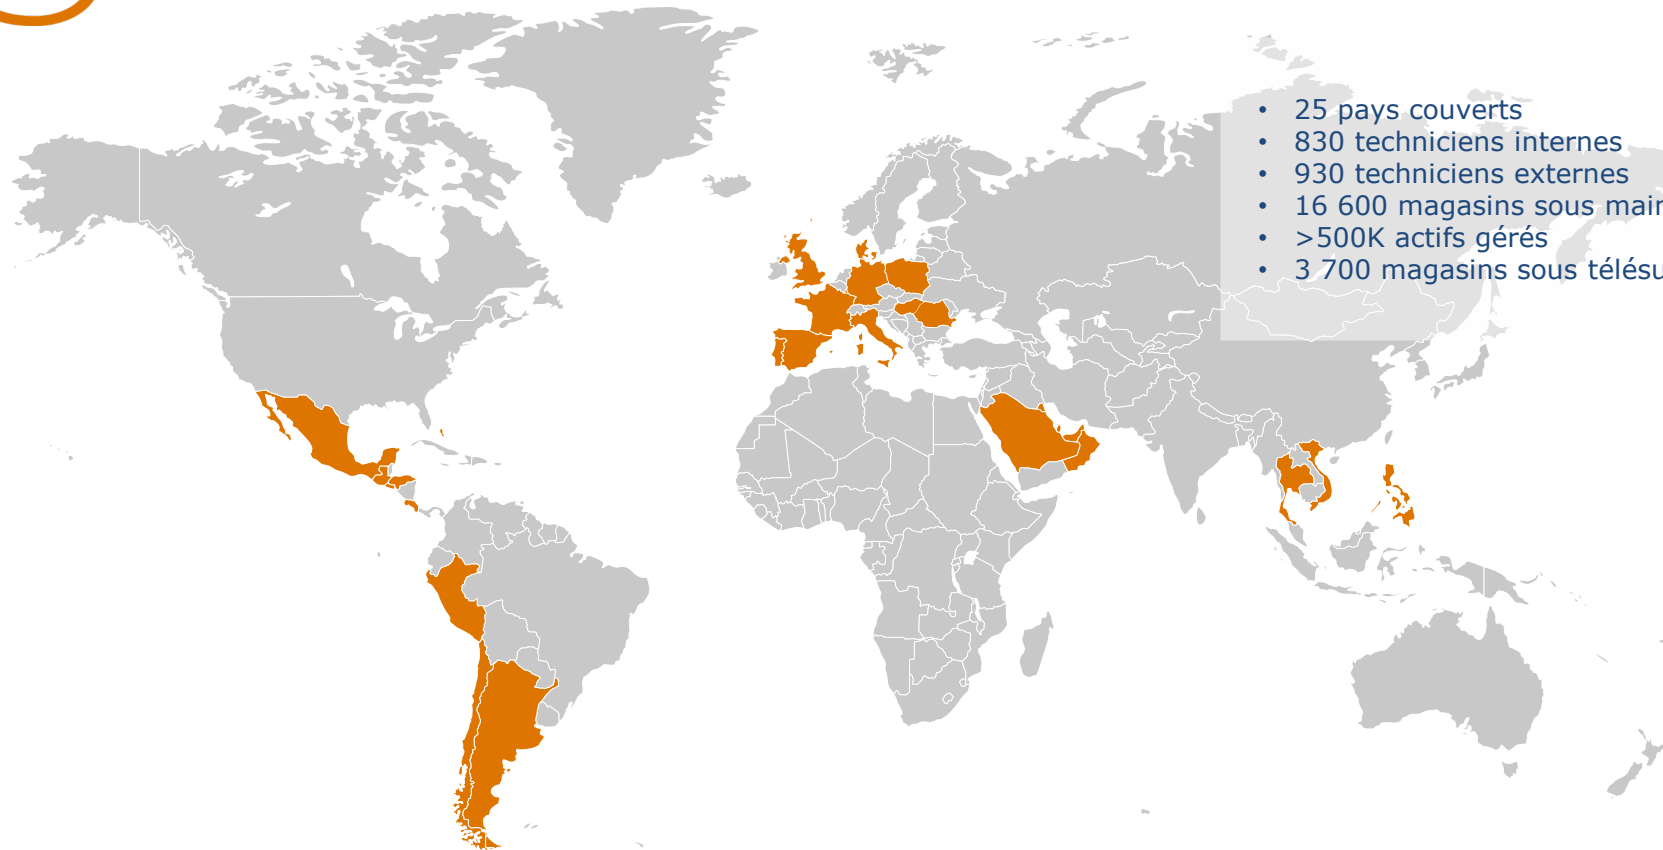 • 25 pays couverts
• 830 techniciens internes
• 930 techniciens externes
• 16 600 magasins sous
• >500K actifs gérés
• 3 700 magasins sous